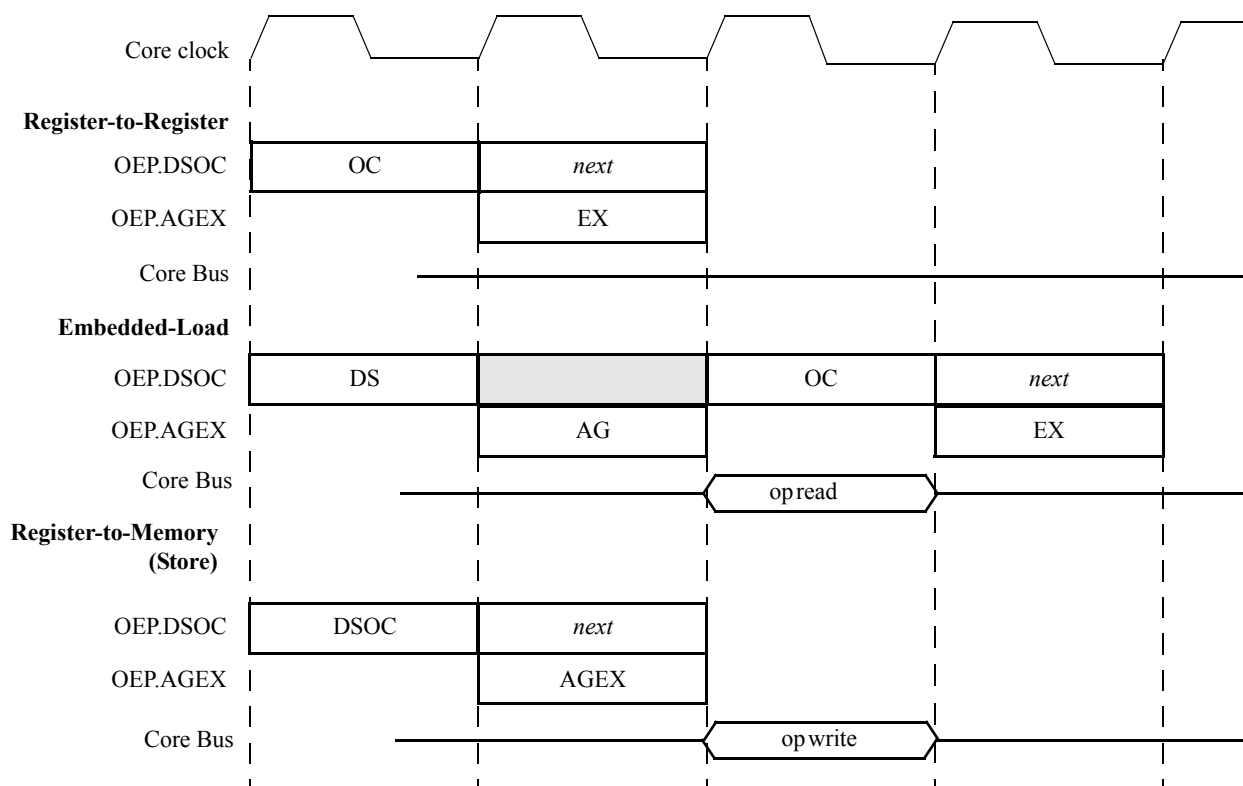 Core clock
Register-to-Register
OEP.DSOC OC next
OEP.AGEX EX
Core Bus
Embedded-Load
OEP.DSOC DS OC next
OEP.AGEX AG EX
Core Bus op read
Register-to-Memory
(Store)
OEP.DSOC DSOC next
OEP.AGEX AGEX
Core Bus op write